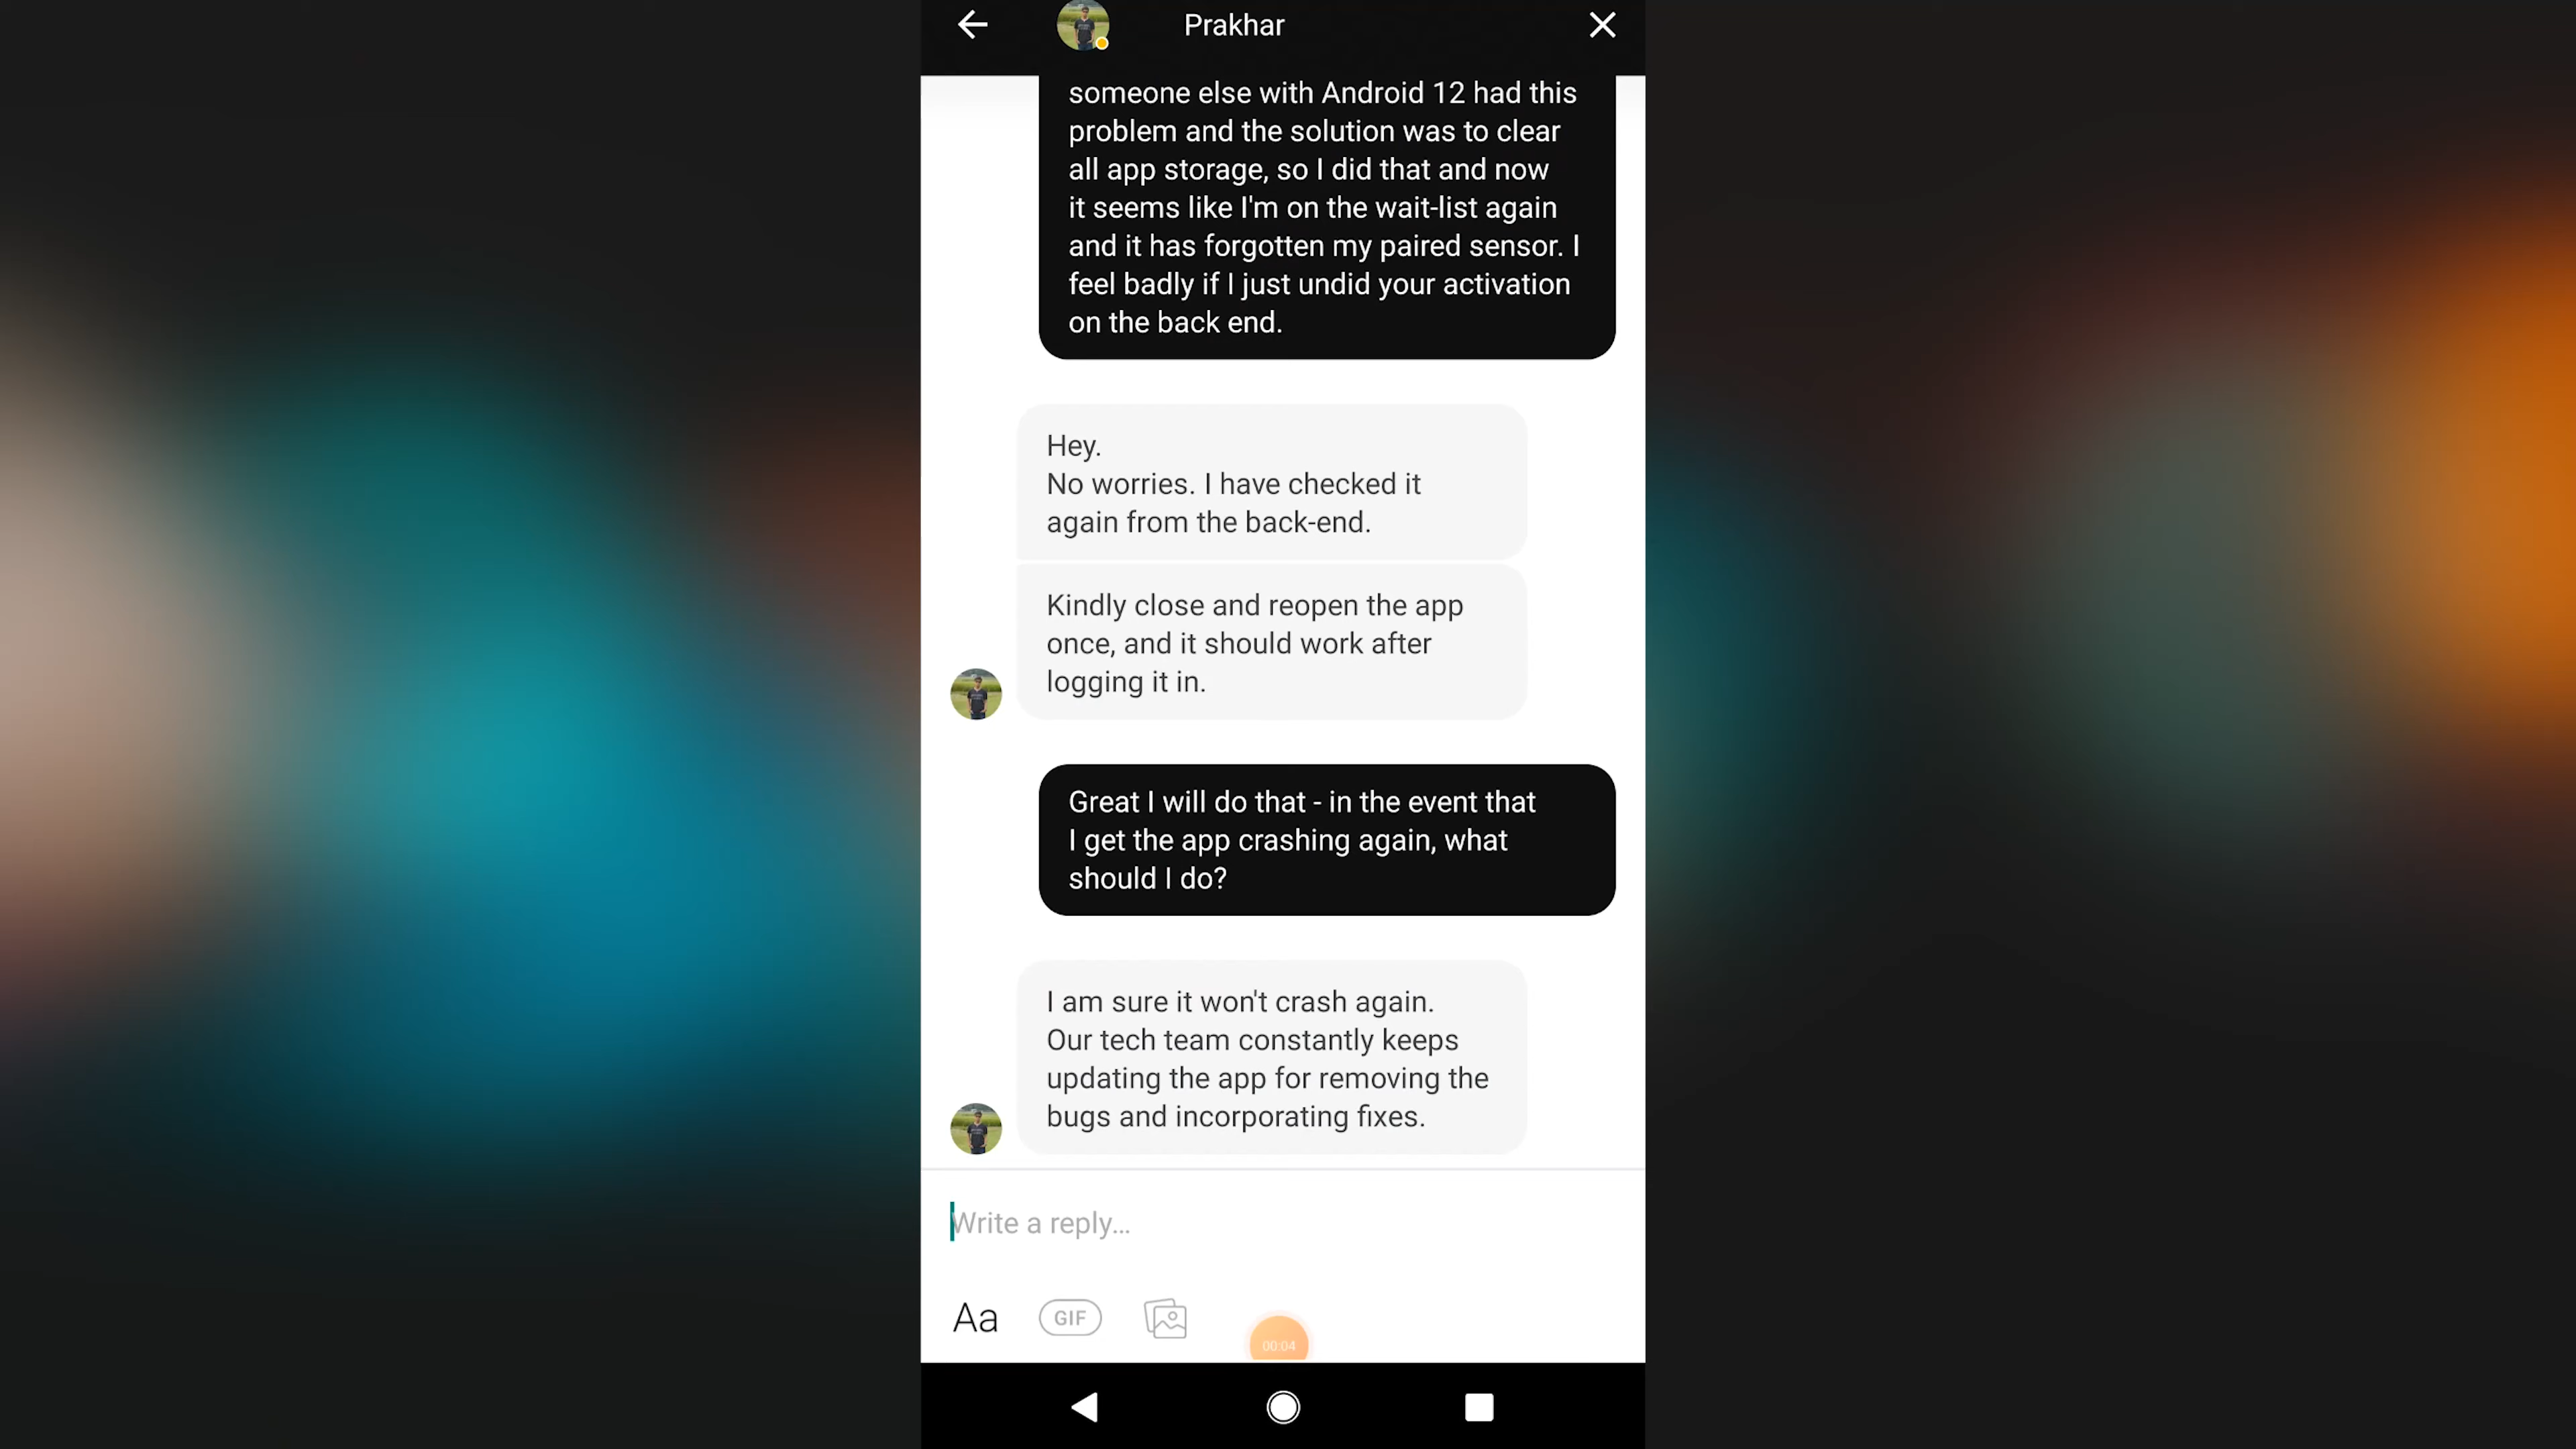 Prakhar
someone else with Android 12 had this
problem and the solution was to clear
all app storage, so I did that and now
it seems like I'm on the wait-list again
and it has forgotten my paired sensor. I
feel badly if I just undid your activation
on the back end.
Hey.
No worries. I have checked it
again from the back-end.
Kindly close and reopen the app
once, and it should work after
logging it in.
Great I will do that - in the event that
I get the app crashing again, what
should I do?
I am sure it won't crash again.
Our tech team constantly keeps
updating the app for removing the
bugs and incorporating fixes.
Write a reply...
Aa
GIF
00:04